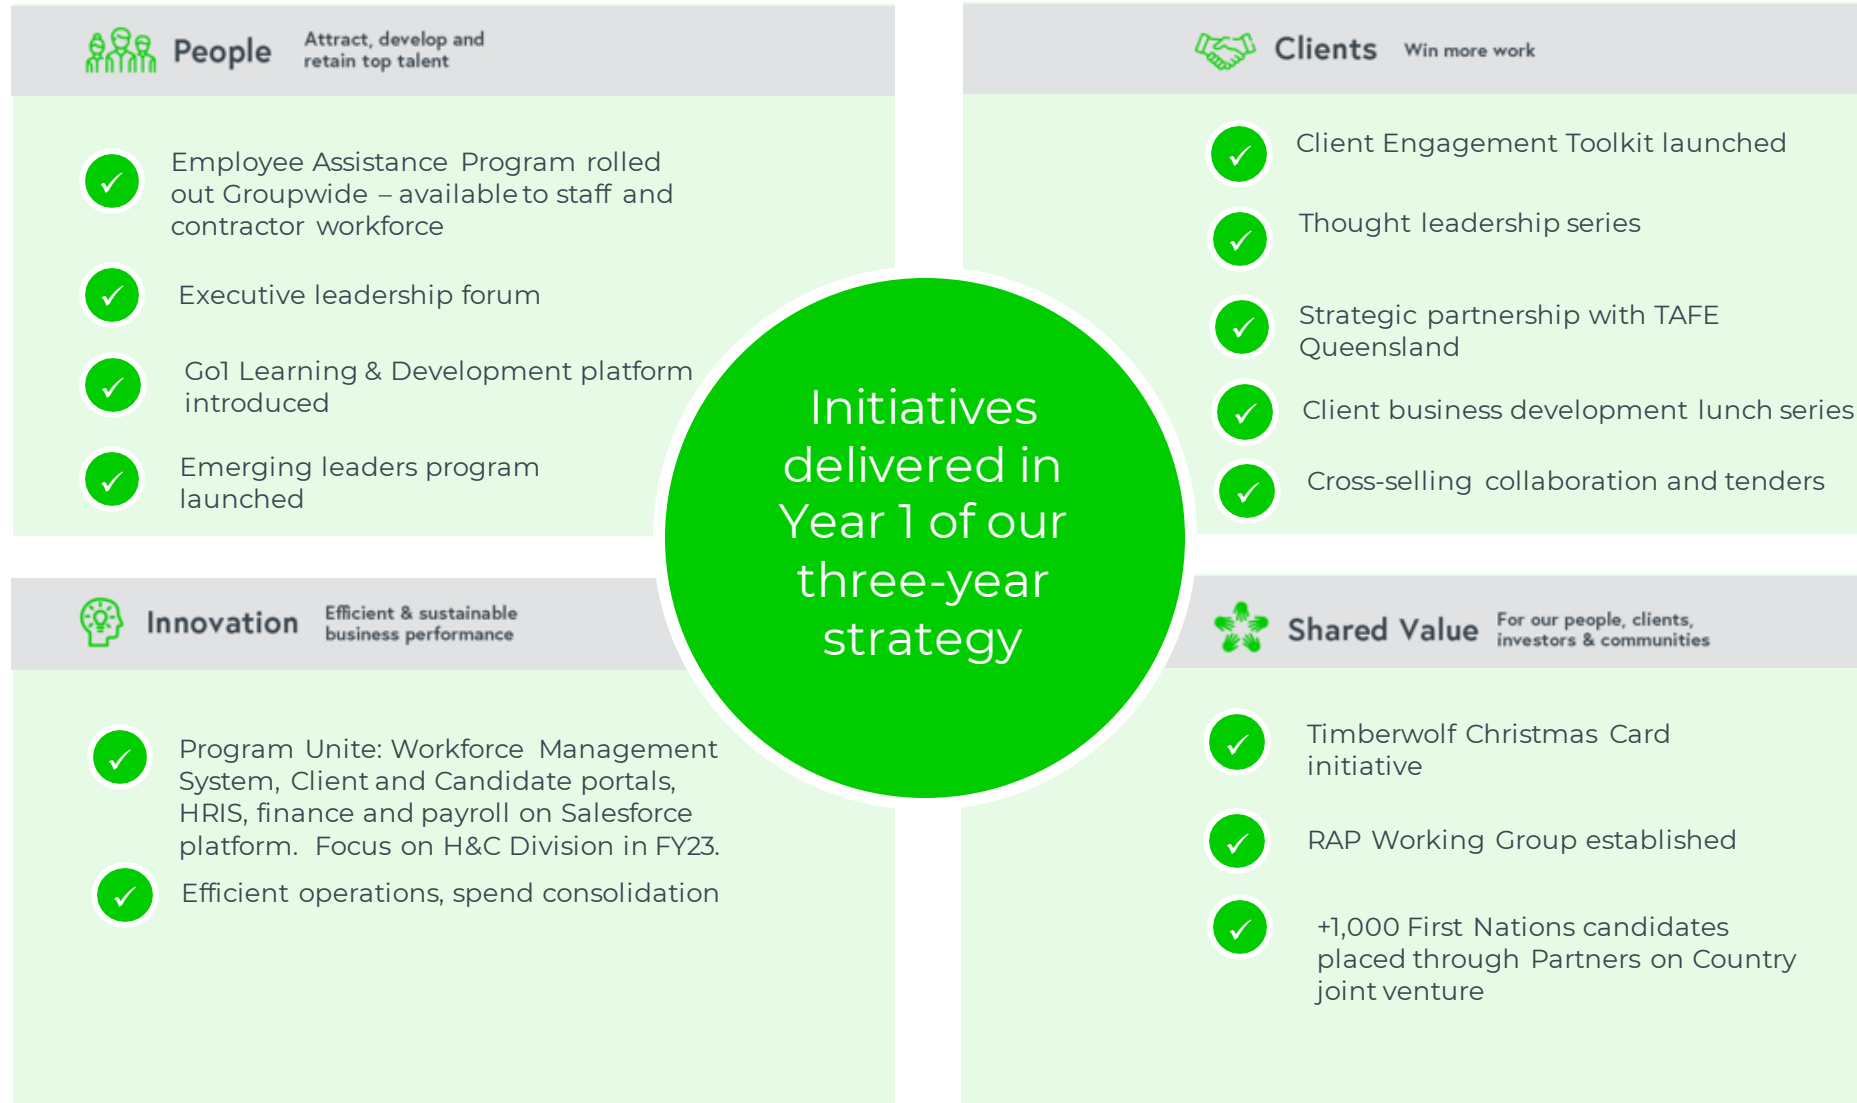 People
Attract, develop and
retain top talent
Employee Assistance Program rolled
out Groupwide – available to staff and
contractor workforce
Executive leadership forum
Go1 Learning & Development platform
introduced
Emerging leaders program
launched
Clients
Win more work
Client Engagement Toolkit launched
Thought leadership series
Strategic partnership with TAFE
Queensland
Client business development lunch series
Cross-selling collaboration and tenders
Initiatives
delivered in
Year 1 of our
three-year
strategy
Innovation
Efficient & sustainable
business performance
Program Unite: Workforce Management
System, Client and Candidate portals,
HRIS, finance and payroll on Salesforce
platform. Focus on H&C Division in FY23.
Efficient operations, spend consolidation
Shared Value
For our people, clients,
investors & communities
Timberwolf Christmas Card
initiative
RAP Working Group established
+1,000 First Nations candidates
placed through Partners on Country
joint venture